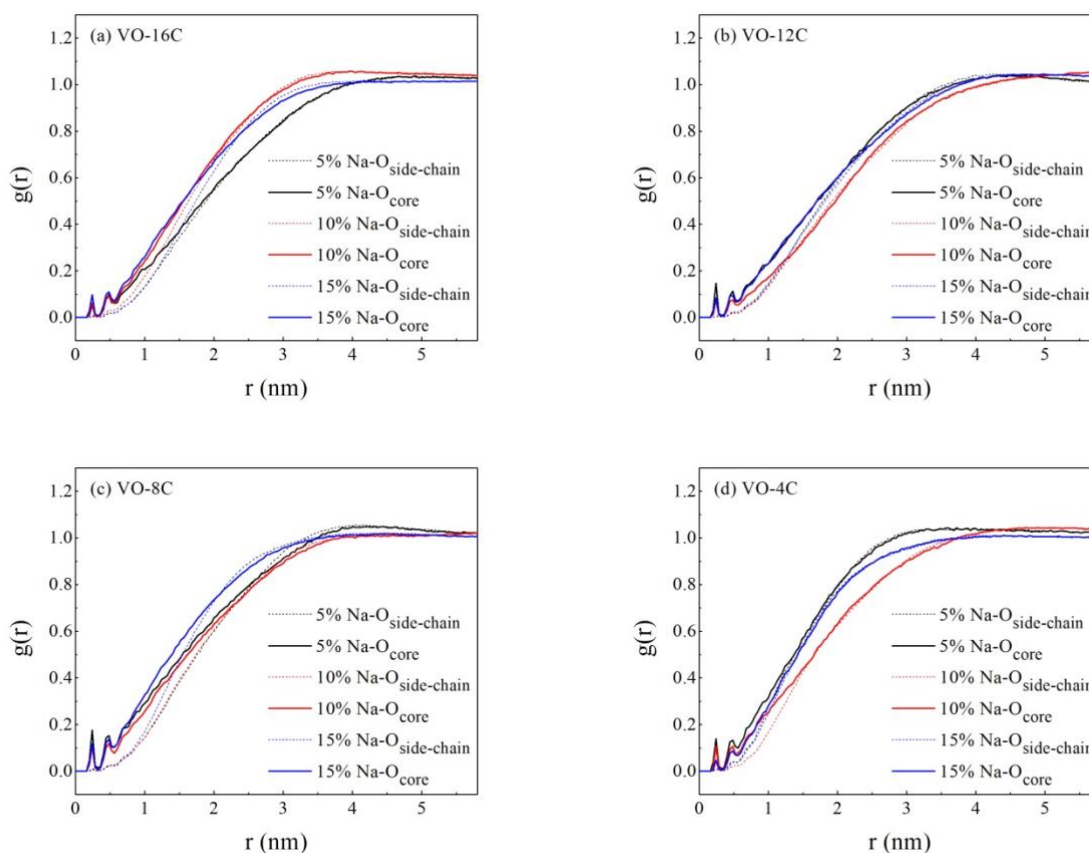 (a) VO-16C
1.2
1.0
0.8
0.6
0.4
0.2
0.0
g(r)
5% Na-Oside-chain
5% Na-Ocore
10% Na-Oside-chain
10% Na-Ocore
15% Na-Oside-chain
15% Na-Ocore
0 1 2 3 4 5
r (nm)
(b) VO-12C
1.2
1.0
0.8
0.6
0.4
0.2
0.0
g(r)
5% Na-Oside-chain
5% Na-Ocore
10% Na-Oside-chain
10% Na-Ocore
15% Na-Oside-chain
15% Na-Ocore
0 1 2 3 4 5
r (nm)
(c) VO-8C
1.2
1.0
0.8
0.6
0.4
0.2
0.0
g(r)
5% Na-Oside-chain
5% Na-Ocore
10% Na-Oside-chain
10% Na-Ocore
15% Na-Oside-chain
15% Na-Ocore
0 1 2 3 4 5
r (nm)
(d) VO-4C
1.2
1.0
0.8
0.6
0.4
0.2
0.0
g(r)
5% Na-Oside-chain
5% Na-Ocore
10% Na-Oside-chain
10% Na-Ocore
15% Na-Oside-chain
15% Na-Ocore
0 1 2 3 4 5
r (nm)